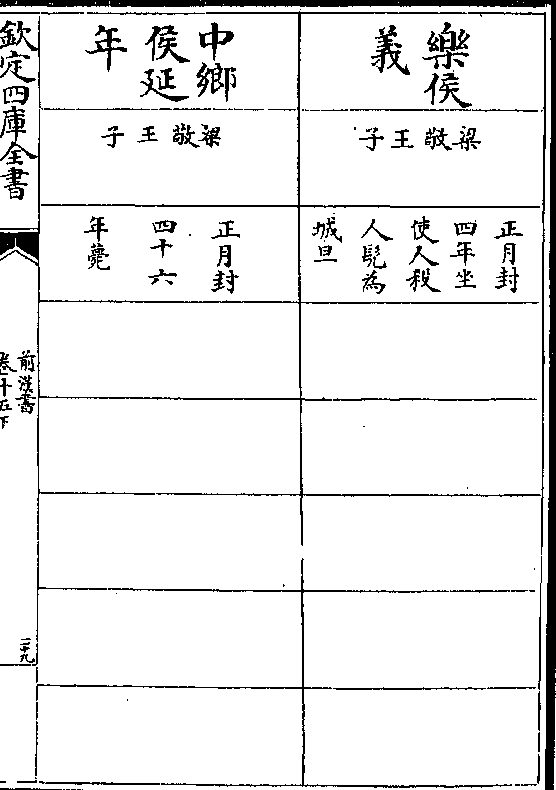 樂侯
義
梁敬王子
正月封
四年坐
使人殺
人髡為
城旦
中鄉
侯延
年
梁敬王子
正月封
四十六
年薨
欽定四庫全書
前漢書
卷十五下
二十九